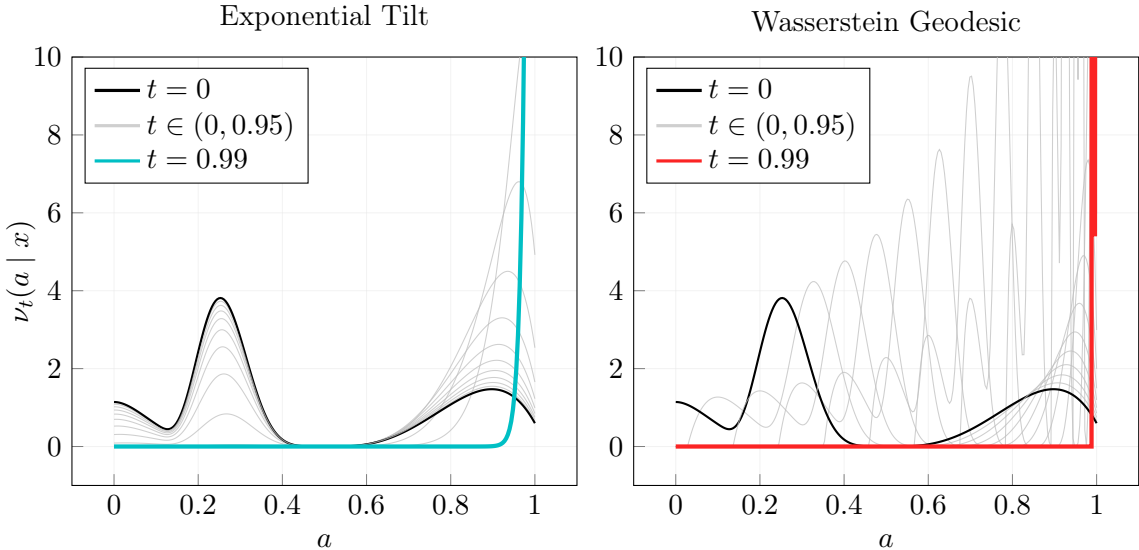 Exponential Tilt
Wasserstein Geodesic
10
8
6
4
2
0
ν_t(a | x)
t = 0
t ∈ (0, 0.95)
t = 0.99
0 0.2 0.4 0.6 0.8 1
a
10
8
6
4
2
0
t = 0
t ∈ (0, 0.95)
t = 0.99
0 0.2 0.4 0.6 0.8 1
a